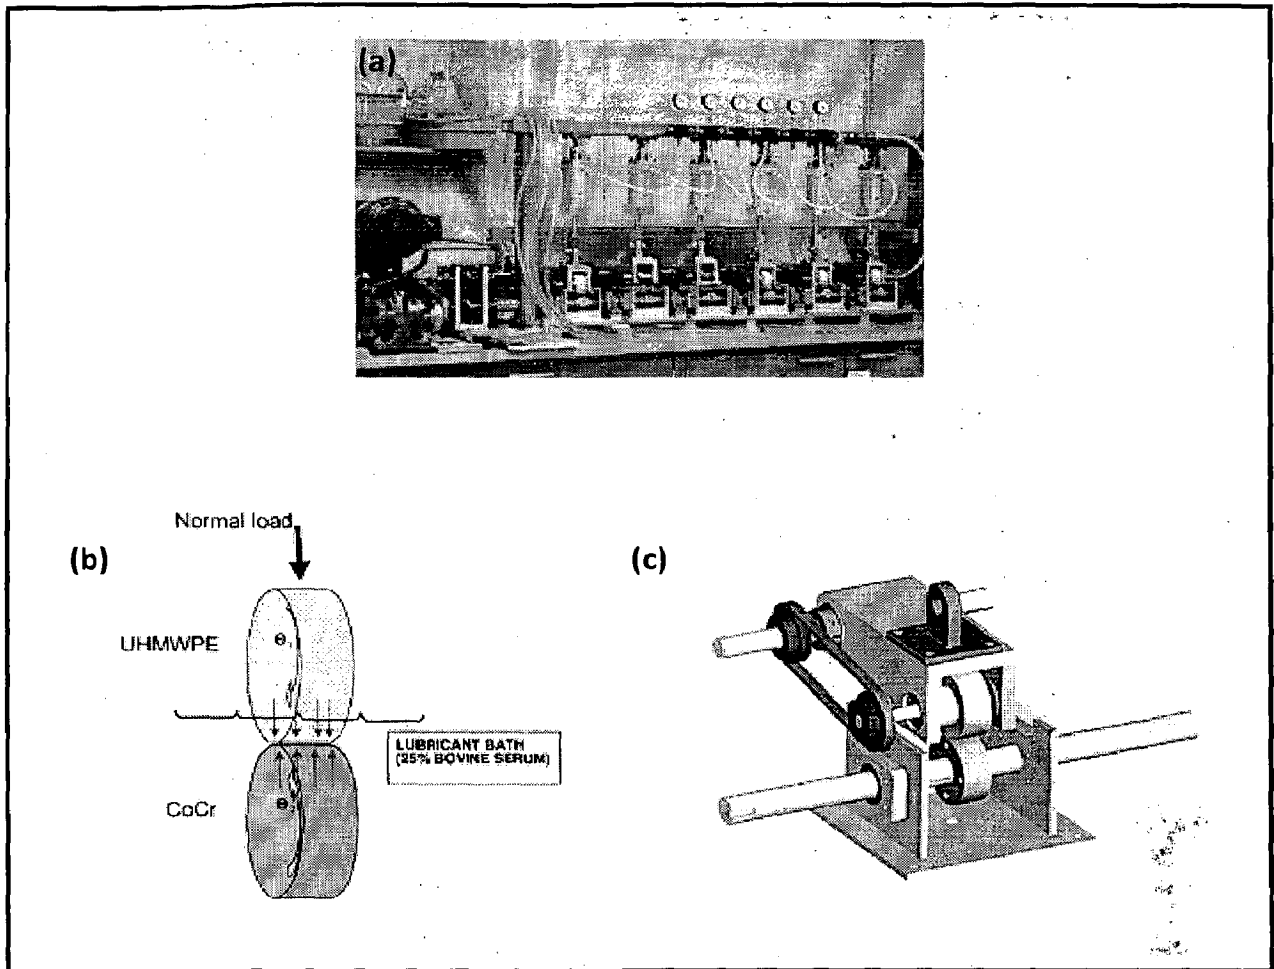 (a)
Normal load
(b)
(c)
UHMWPE
Θ
LUBRICANT BATH
(25% BOVINE SERUM)
CoCr
Θ